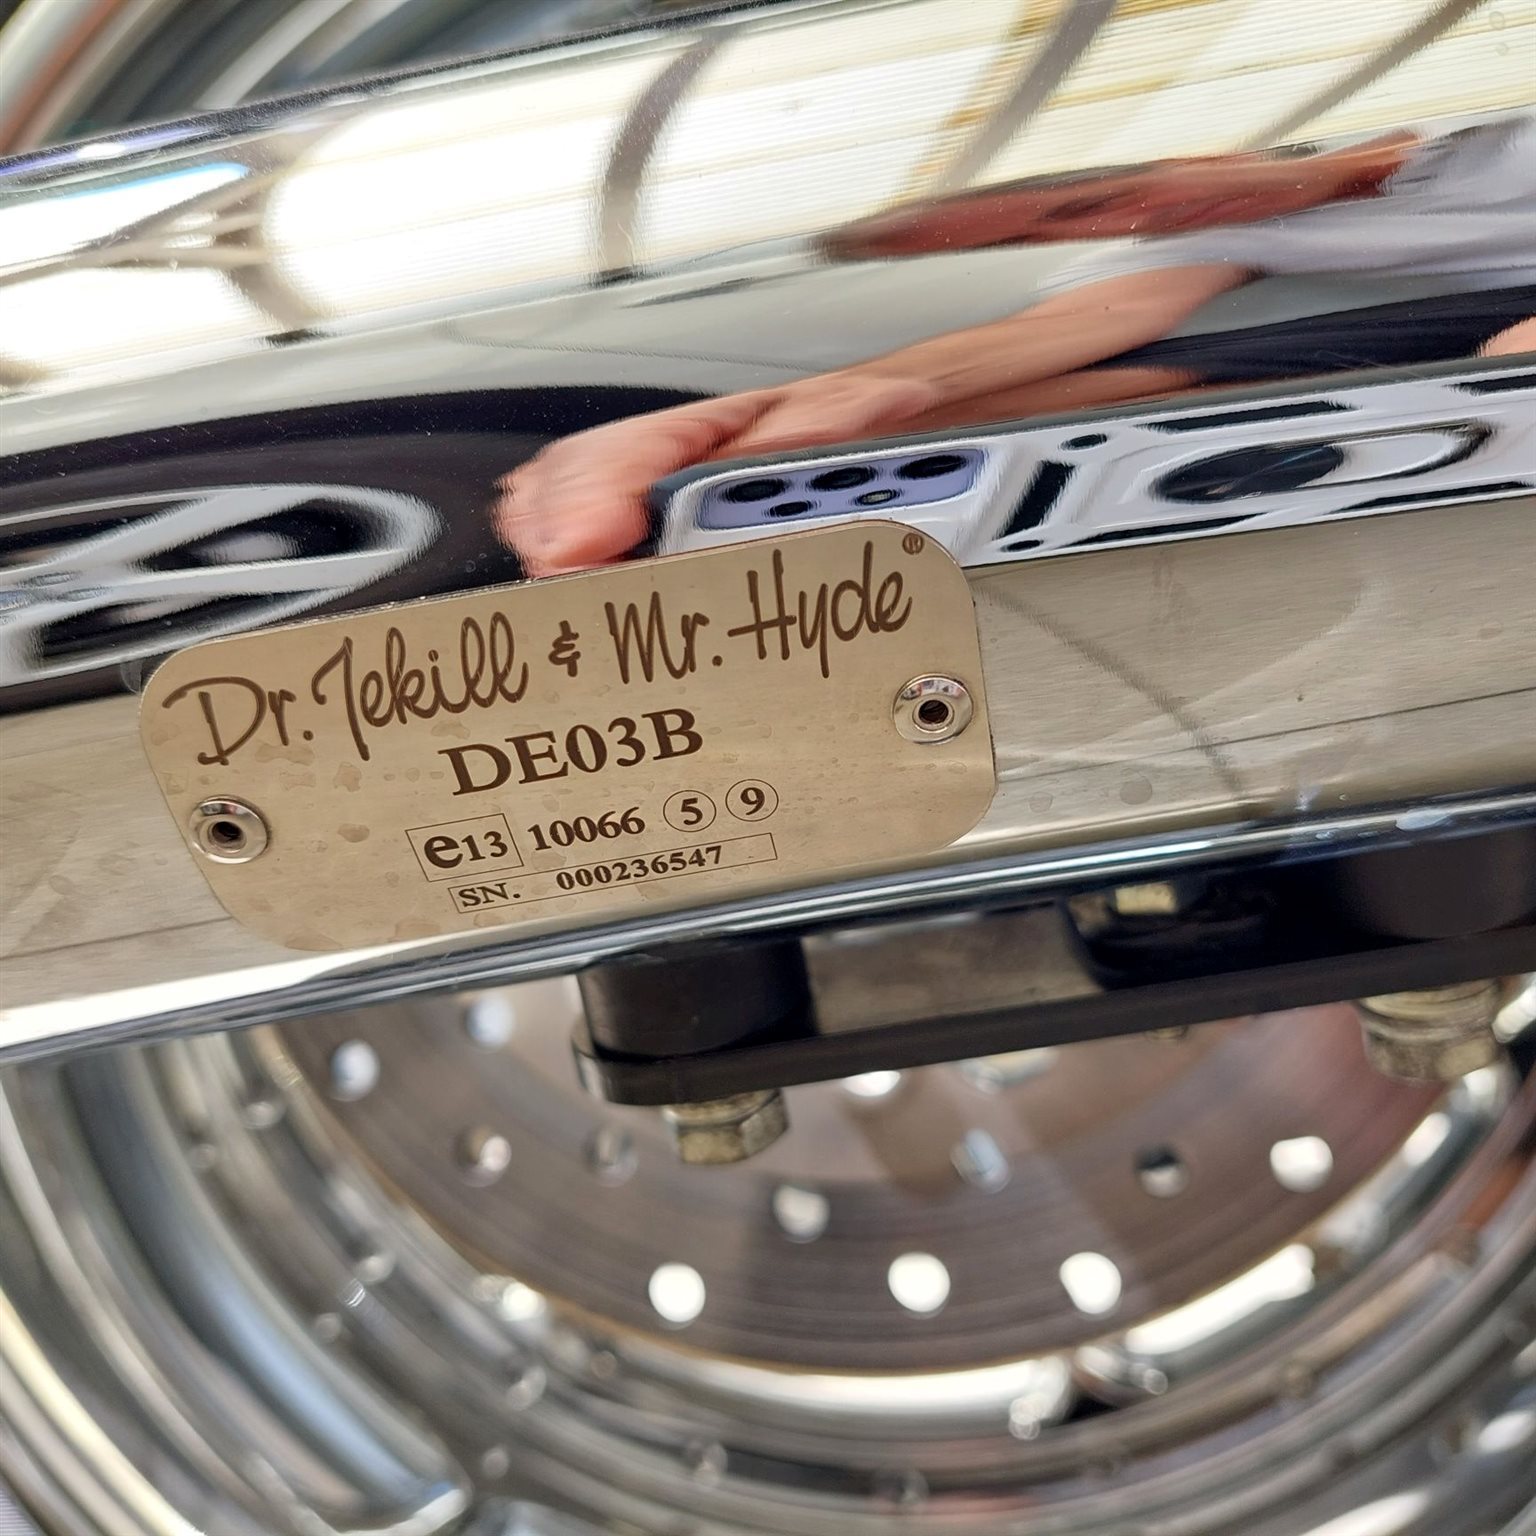 Dr. Jekill & Mr. Hyde®
DE03B
e13 10066 5 9
SN. 000236547